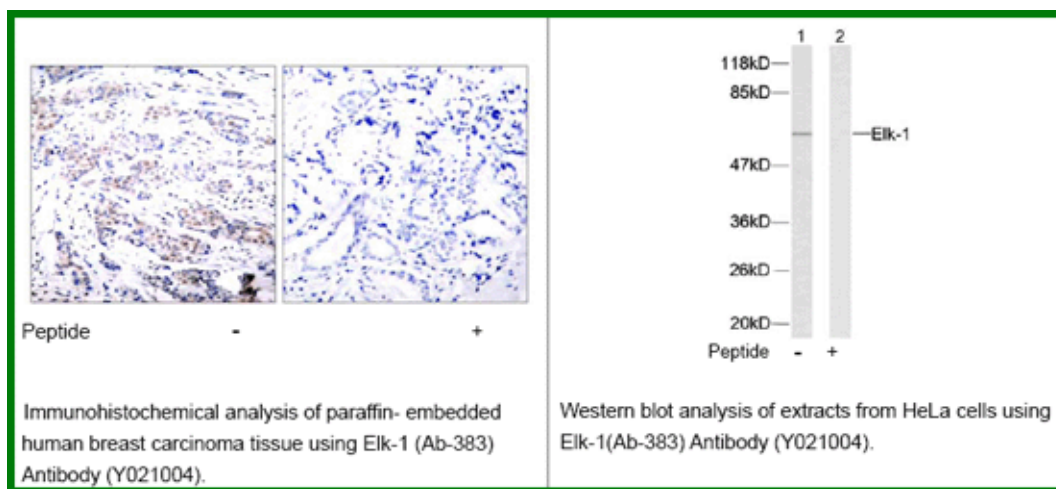 Peptide - +
Immunohistochemical analysis of paraffin- embedded
human breast carcinoma tissue using Elk-1 (Ab-383)
Antibody (Y021004).
1 2
118kD
85kD
Elk-1
47kD
36kD
26kD
20kD
Peptide - +
Western blot analysis of extracts from HeLa cells using
Elk-1(Ab-383) Antibody (Y021004).